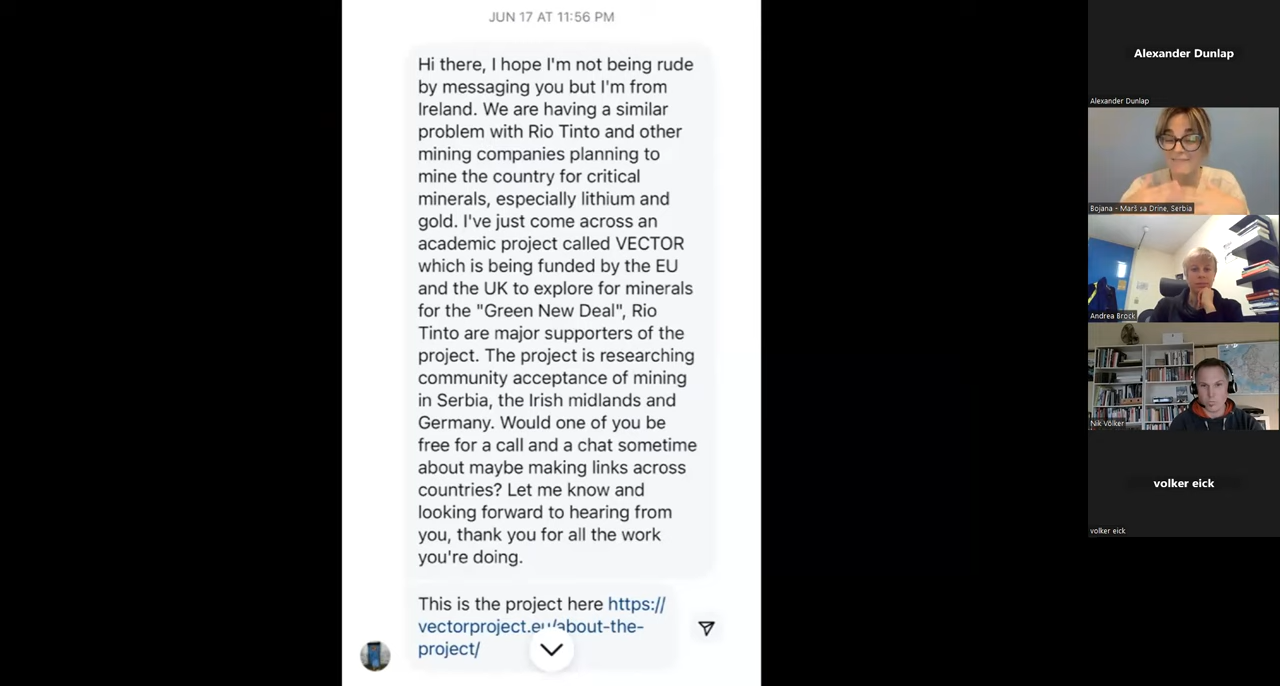 JUN 17 AT 11:56 PM
Hi there, I hope I'm not being rude
by messaging you but I'm from
Ireland. We are having a similar
problem with Rio Tinto and other
mining companies planning to
mine the country for critical
minerals, especially lithium and
gold. I've just come across an
academic project called VECTOR
which is being funded by the EU
and the UK to explore for minerals
for the "Green New Deal", Rio
Tinto are major supporters of the
project. The project is researching
community acceptance of mining
in Serbia, the Irish midlands and
Germany. Would one of you be
free for a call and a chat sometime
about maybe making links across
countries? Let me know and
looking forward to hearing from
you, thank you for all the work
you're doing.
This is the project here https://
vectorproject.eu/about-the-
project/
Alexander Dunlap
Alexander Dunlap
Bojana - Marš sa Drine, Serbia
Andrea Brock
Nik Völker
volker eick
volker eick